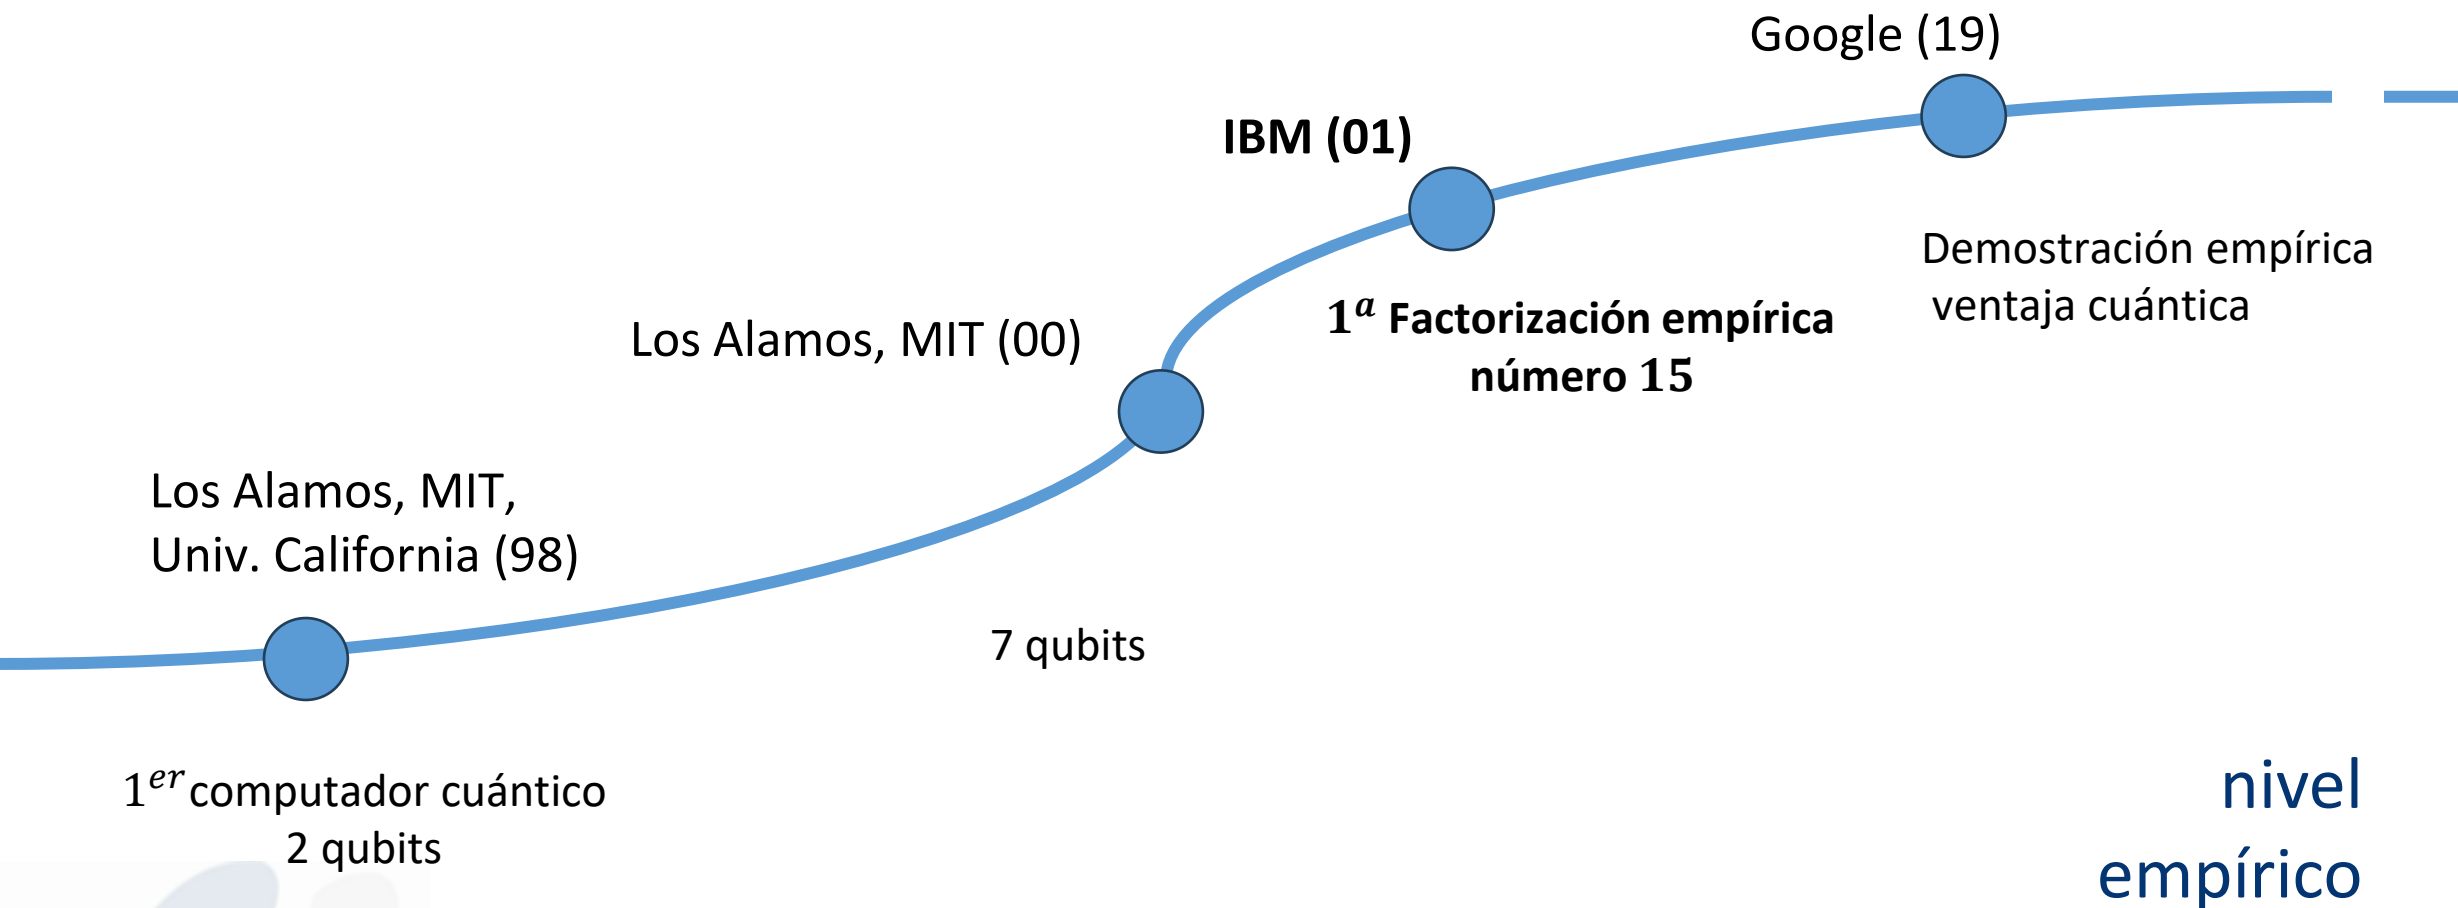 Los Alamos, MIT,
Univ. California (98)
1er computador cuántico
2 qubits
Los Alamos, MIT (00)
7 qubits
IBM (01)
1a Factorización empírica
número 15
Google (19)
Demostración empírica
ventaja cuántica
nivel
empírico